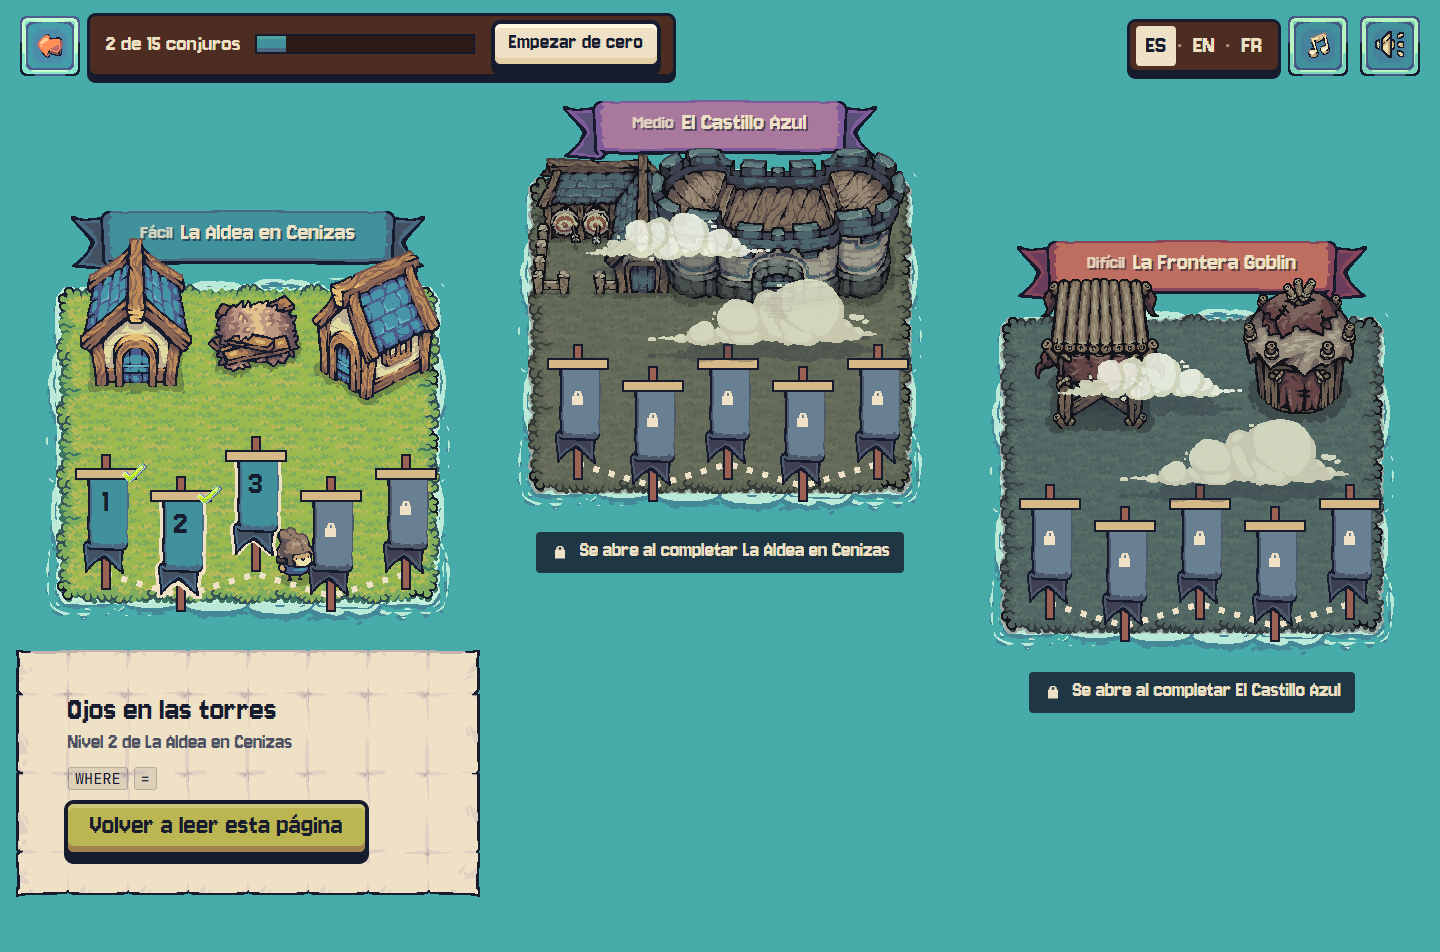 2 de 15 conjuros
Empezar de cero
ES · EN · FR
Medio El Castillo Azul
Fácil La Aldea en Cenizas
Difícil La Frontera Goblin
1
2
3
Se abre al completar La Aldea en Cenizas
Se abre al completar El Castillo Azul
Ojos en las torres
Nivel 2 de La Aldea en Cenizas
WHERE =
Volver a leer esta página